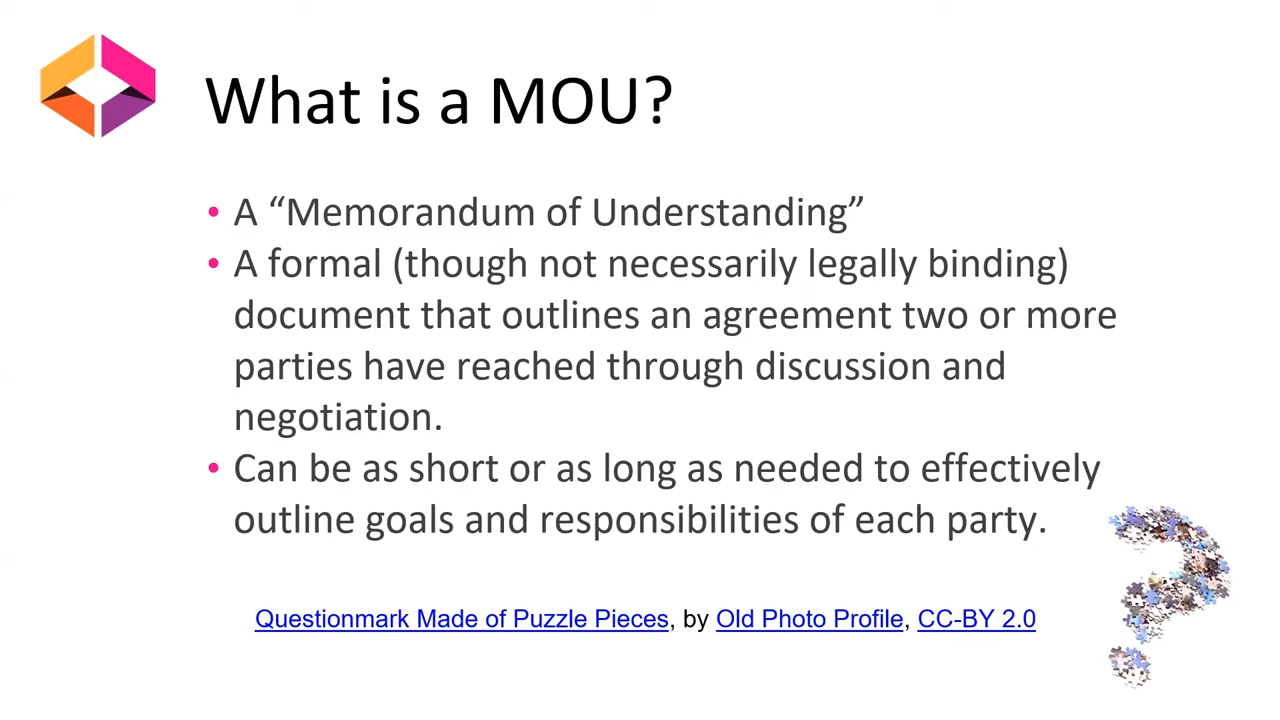 What is a MOU?
• A “Memorandum of Understanding”
• A formal (though not necessarily legally binding)
document that outlines an agreement two or more
parties have reached through discussion and
negotiation.
• Can be as short or as long as needed to effectively
outline goals and responsibilities of each party.
Questionmark Made of Puzzle Pieces, by Old Photo Profile, CC-BY 2.0